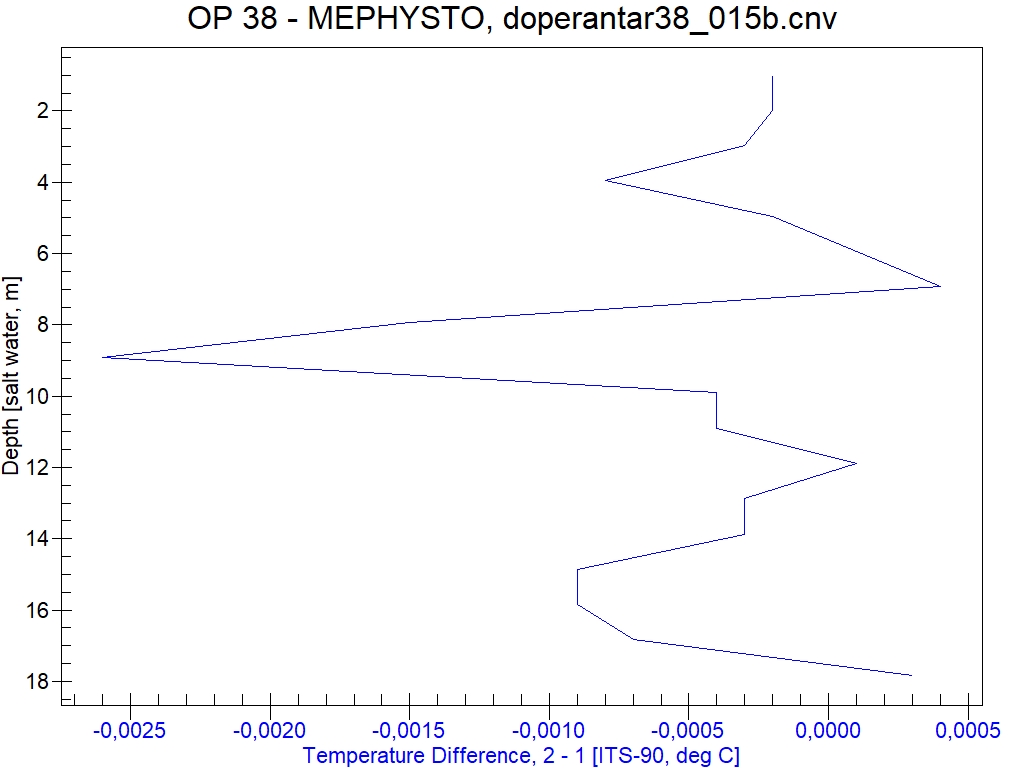 OP 38 - MEPHYSTO, doperantar38_015b.cnv
Depth [salt water, m]
2
4
6
8
10
12
14
16
18
-0,0025 -0,0020 -0,0015 -0,0010 -0,0005 0,0000 0,0005
Temperature Difference, 2 - 1 [ITS-90, deg C]